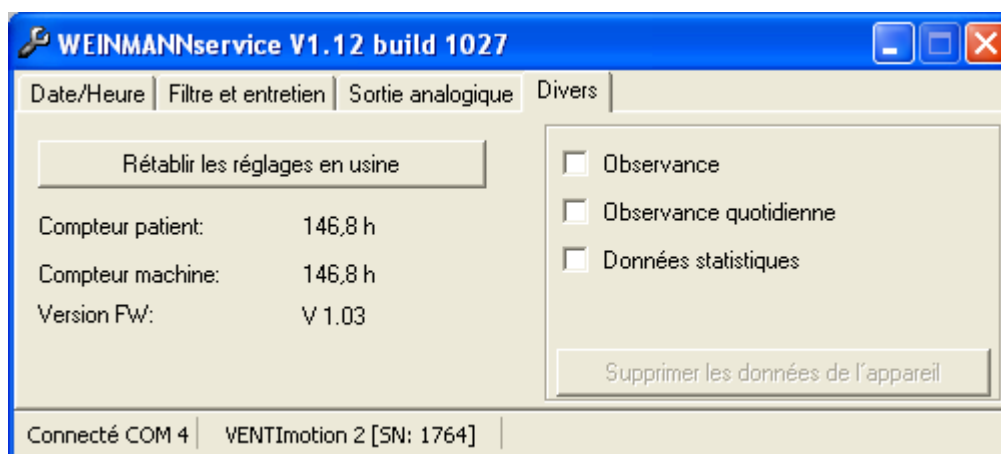 WEINMANNservice V1.12 build 1027
Date/Heure Filtre et entretien Sortie analogique Divers
Rétablir les réglages en usine
Compteur patient: 146,8 h
Compteur machine: 146,8 h
Version FW: V 1.03
Observance
Observance quotidienne
Données statistiques
Supprimer les données de l´appareil
Connecté COM 4 VENTImotion 2 [SN: 1764]